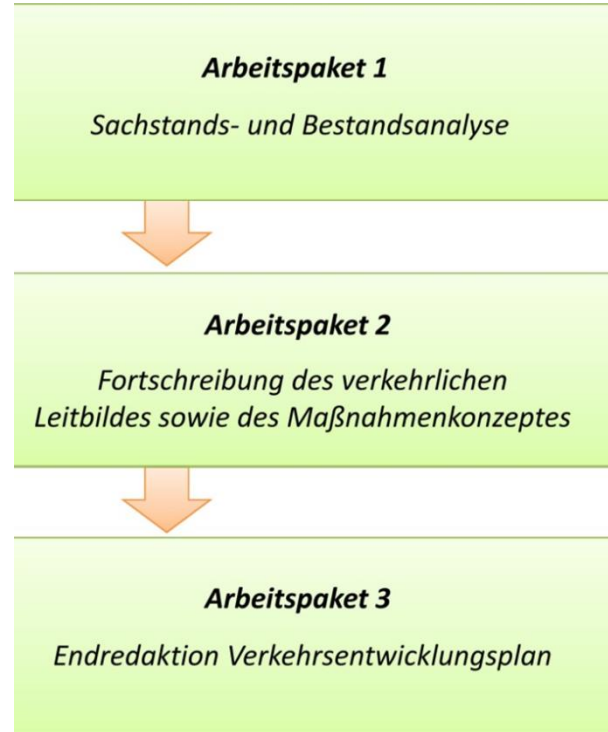 Arbeitspaket 1
Sachstands- und Bestandsanalyse
Arbeitspaket 2
Fortschreibung des verkehrlichen
Leitbildes sowie des Maßnahmenkonzeptes
Arbeitspaket 3
Endredaktion Verkehrsentwicklungsplan